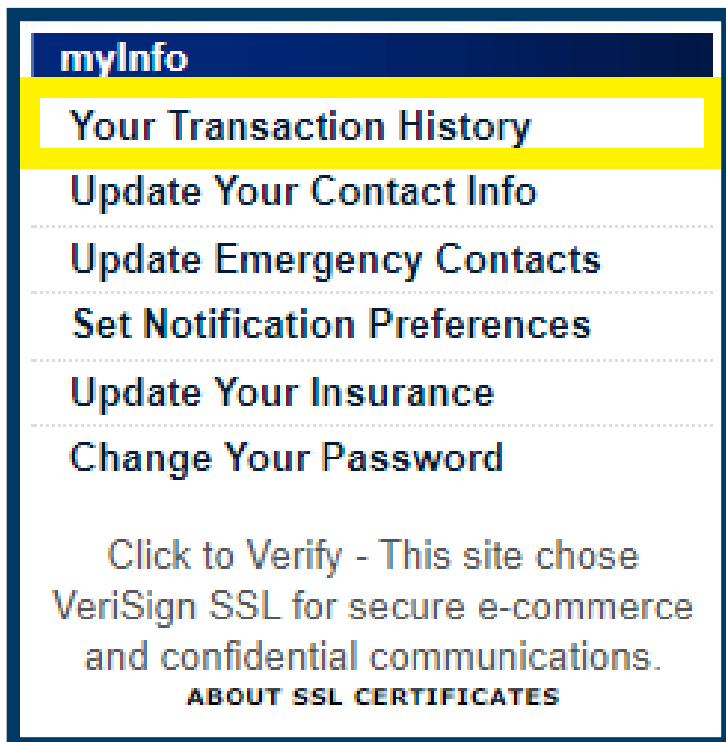 myInfo
Your Transaction History
Update Your Contact Info
Update Emergency Contacts
Set Notification Preferences
Update Your Insurance
Change Your Password
Click to Verify - This site chose
VeriSign SSL for secure e-commerce
and confidential communications.
ABOUT SSL CERTIFICATES